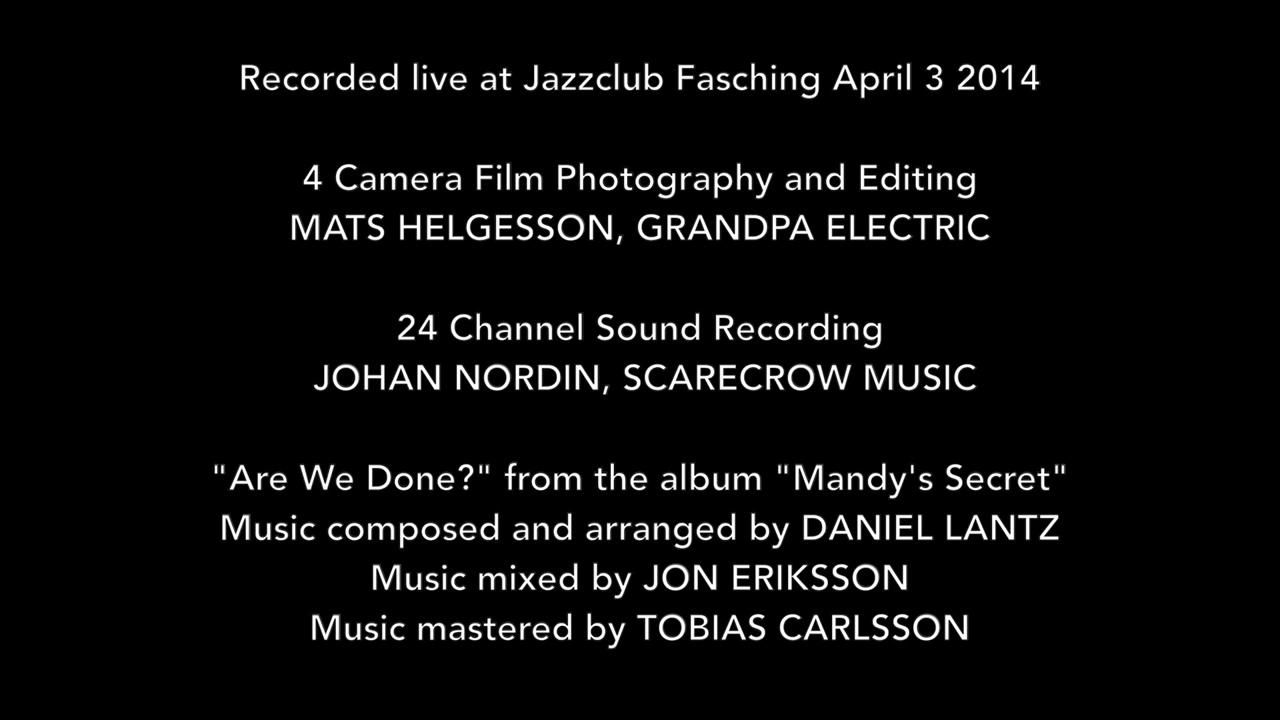 Recorded live at Jazzclub Fasching April 3 2014
4 Camera Film Photography and Editing
MATS HELGESSON, GRANDPA ELECTRIC
24 Channel Sound Recording
JOHAN NORDIN, SCARECROW MUSIC
"Are We Done?" from the album "Mandy's Secret"
Music composed and arranged by DANIEL LANTZ
Music mixed by JON ERIKSSON
Music mastered by TOBIAS CARLSSON